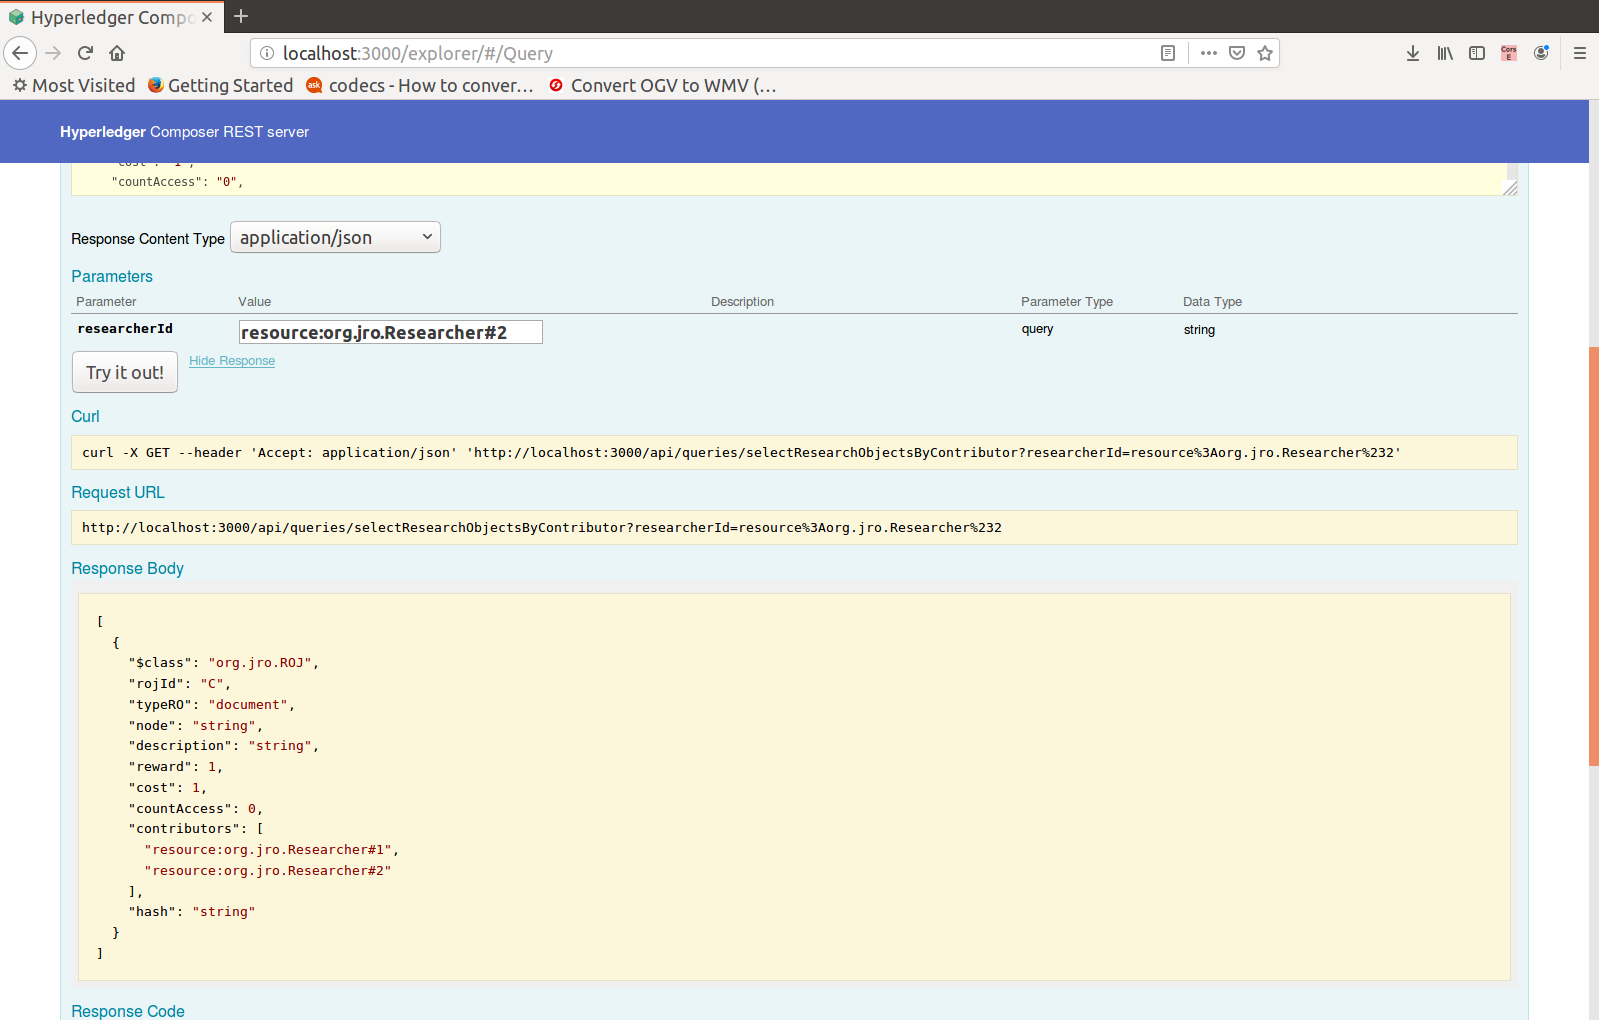 Hyperledger Compo
localhost:3000/explorer/#/Query
Cors
E
Most Visited Getting Started ask codecs - How to conver... Convert OGV to WMV (...
Hyperledger Composer REST server
"cost": "1",
"countAccess": "0",
Response Content Type application/json
Parameters
Parameter Value Description Parameter Type Data Type
researcherId resource:org.jro.Researcher#2 query string
Try it out! Hide Response
Curl
curl -X GET --header 'Accept: application/json' 'http://localhost:3000/api/queries/selectResearchObjectsByContributor?researcherId=resource%3Aorg.jro.Researcher%232'
Request URL
http://localhost:3000/api/queries/selectResearchObjectsByContributor?researcherId=resource%3Aorg.jro.Researcher%232
Response Body
[
{
"$class": "org.jro.ROJ",
"rojId": "C",
"typeRO": "document",
"node": "string",
"description": "string",
"reward": 1,
"cost": 1,
"countAccess": 0,
"contributors": [
"resource:org.jro.Researcher#1",
"resource:org.jro.Researcher#2"
],
"hash": "string"
}
]
Response Code